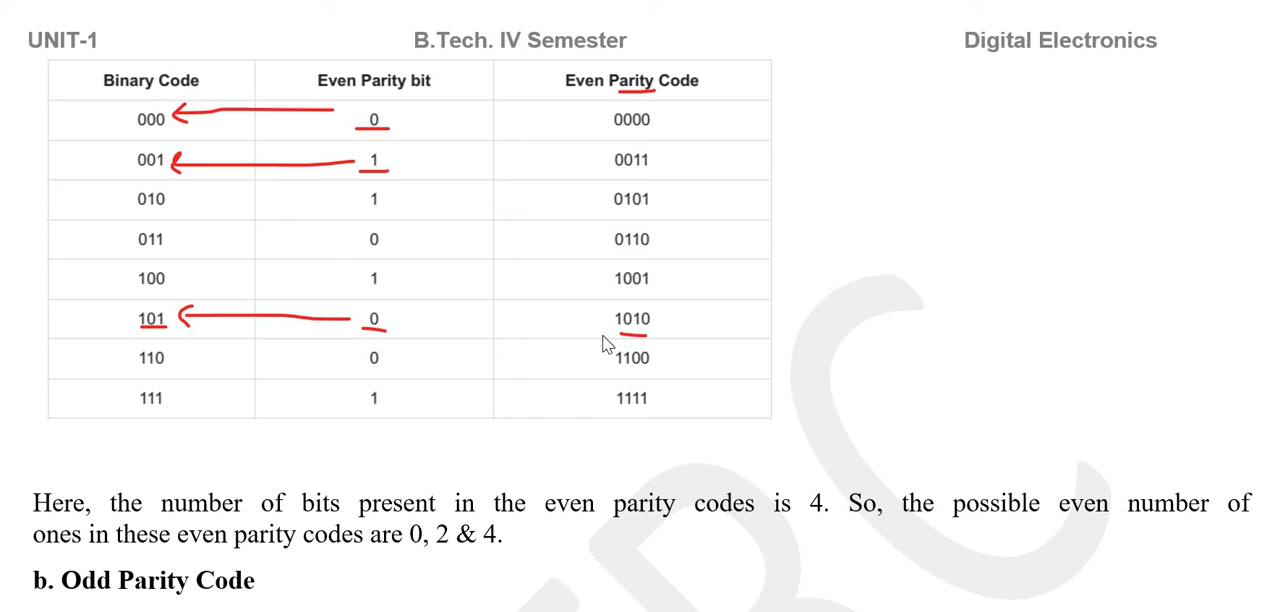 UNIT-1 B.Tech. IV Semester Digital Electronics
Binary Code Even Parity bit Even Parity Code
000 0 0000
001 1 0011
010 1 0101
011 0 0110
100 1 1001
101 0 1010
110 0 1100
111 1 1111
Here, the number of bits present in the even parity codes is 4. So, the possible even number of
ones in these even parity codes are 0, 2 & 4.
b. Odd Parity Code